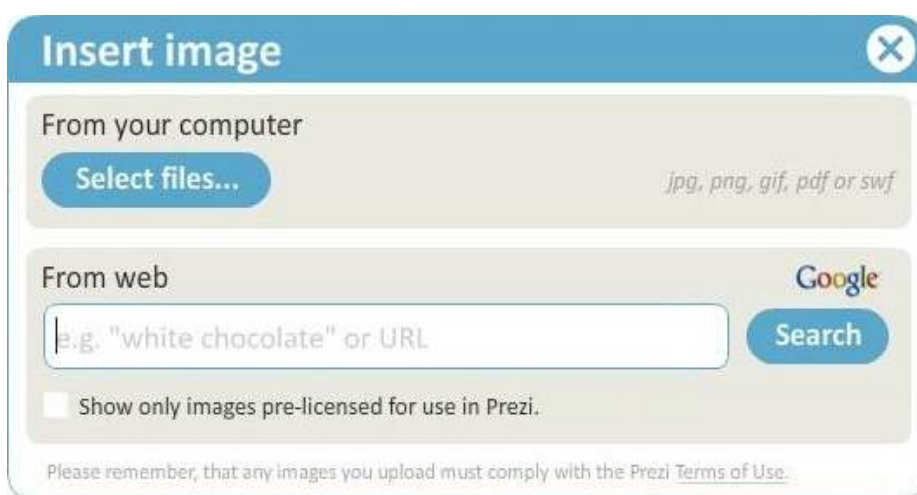 Insert image
From your computer
Select files...
jpg, png, gif, pdf or swf
From web
Google
e.g. "white chocolate" or URL
Search
Show only images pre-licensed for use in Prezi.
Please remember, that any images you upload must comply with the Prezi Terms of Use.